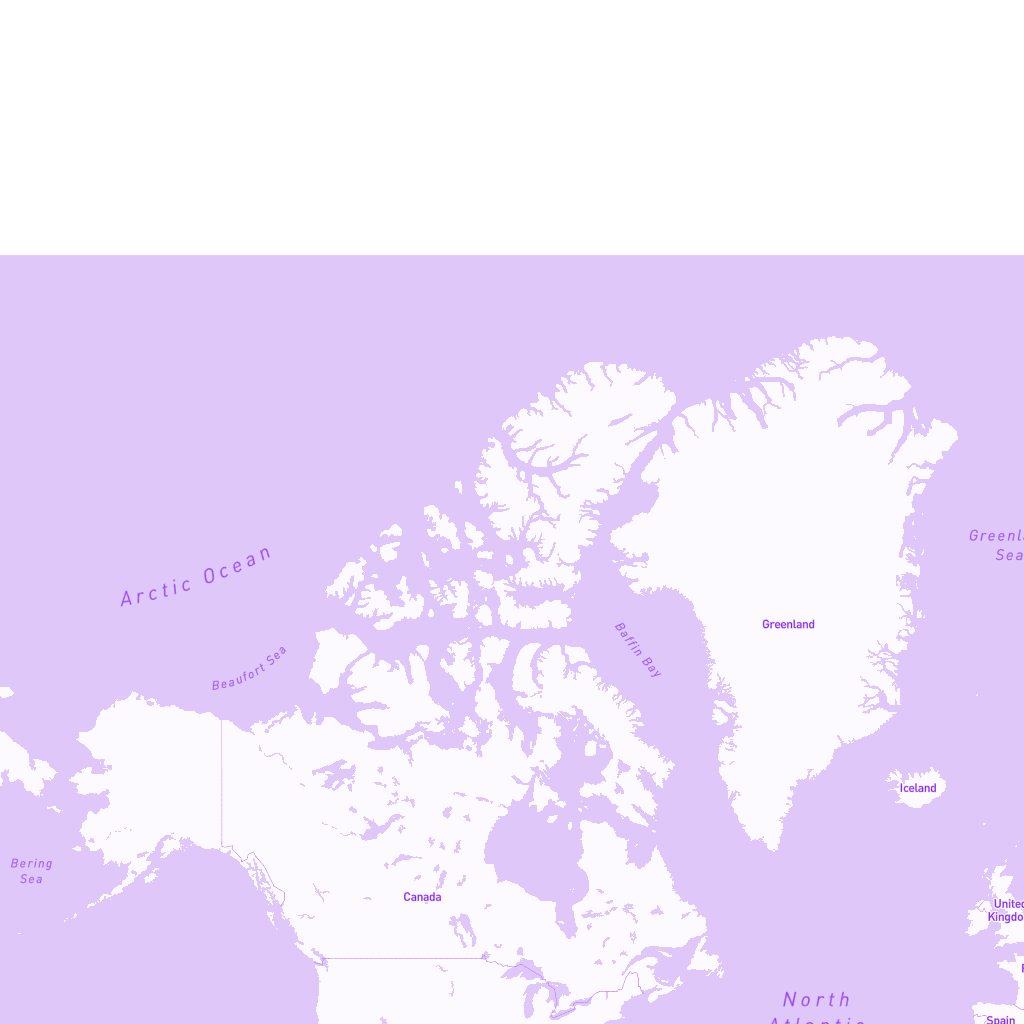 Greenla
Sea
Arctic Ocean
Greenland
Baffin Bay
Beaufort Sea
Iceland
Bering
Sea
Canada
United
Kingdo
North
Atlantic
Spain